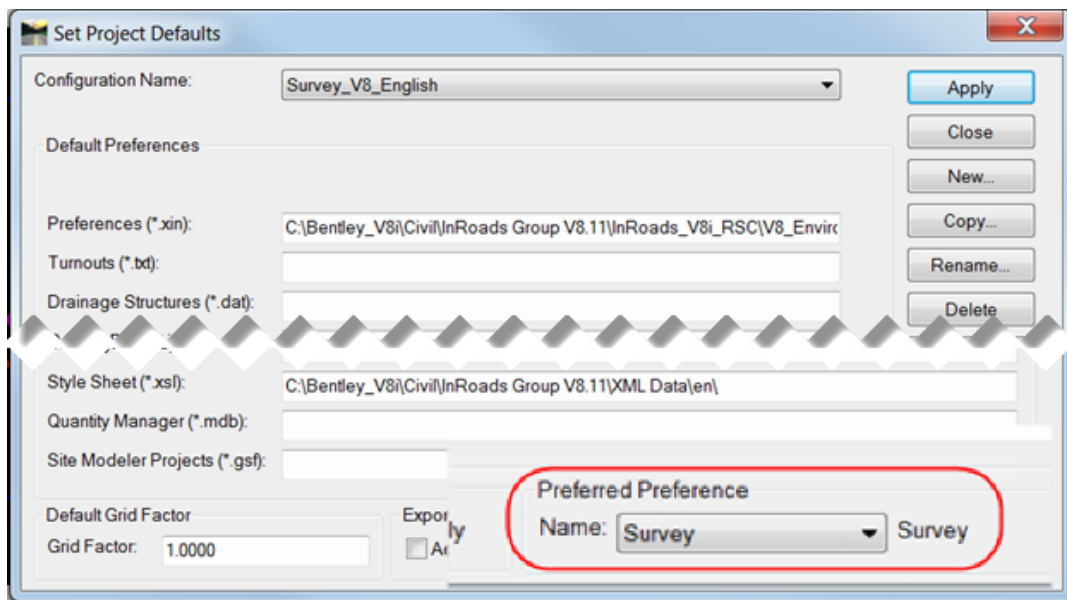 Set Project Defaults
Configuration Name: Survey_V8_English Apply
Close
Default Preferences
New...
Preferences (*.xin): C:\Bentley_V8i\Civil\InRoads Group V8.11\InRoads_V8i_RSC\V8_Enviro Copy...
Turnouts (*.txt): Rename...
Drainage Structures (*.dat): Delete
Style Sheet (*.xsl): C:\Bentley_V8i\Civil\InRoads Group V8.11\XML Data\en\
Quantity Manager (*.mdb):
Site Modeler Projects (*.gsf):
Preferred Preference
Name: Survey Survey
Default Grid Factor
Grid Factor: 1.0000
Expor
ly